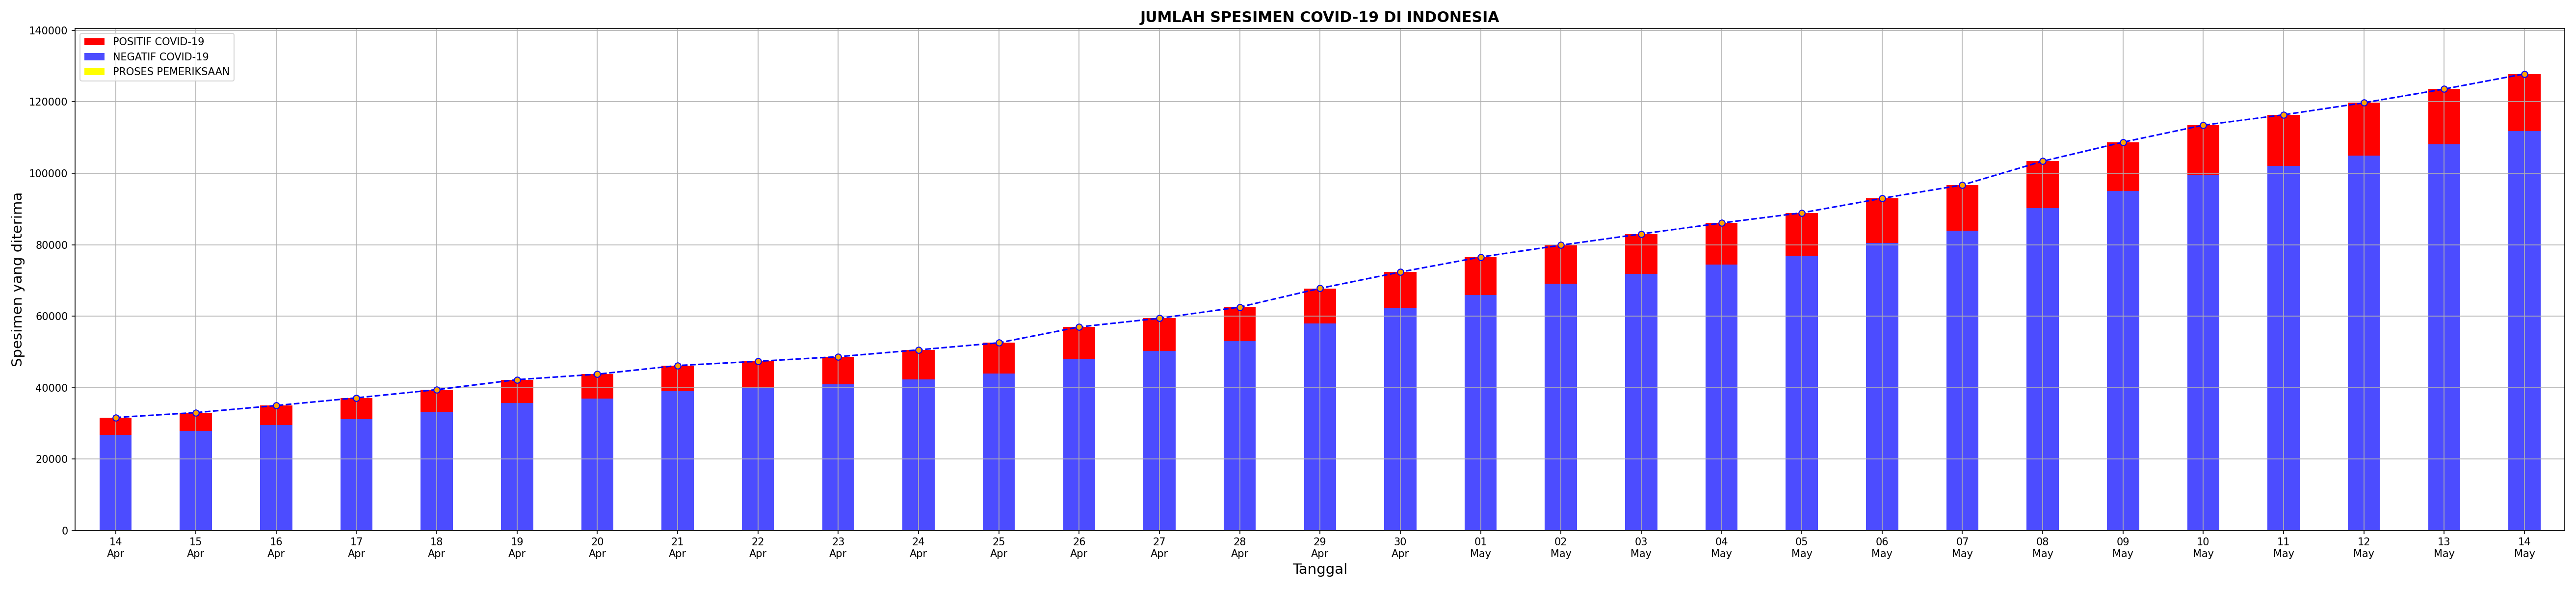 JUMLAH SPESIMEN COVID-19 DI INDONESIA
POSITIF COVID-19
NEGATIF COVID-19
PROSES PEMERIKSAAN
Spesimen yang diterima
140000
120000
100000
80000
60000
40000
20000
0
14 15 16 17 18 19 20 21 22 23 24 25 26 27 28 29 30 01 02 03 04 05 06 07 08 09 10 11 12 13 14
Apr Apr Apr Apr Apr Apr Apr Apr Apr Apr Apr Apr Apr Apr Apr Apr Apr May May May May May May May May May May May May May May
Tanggal